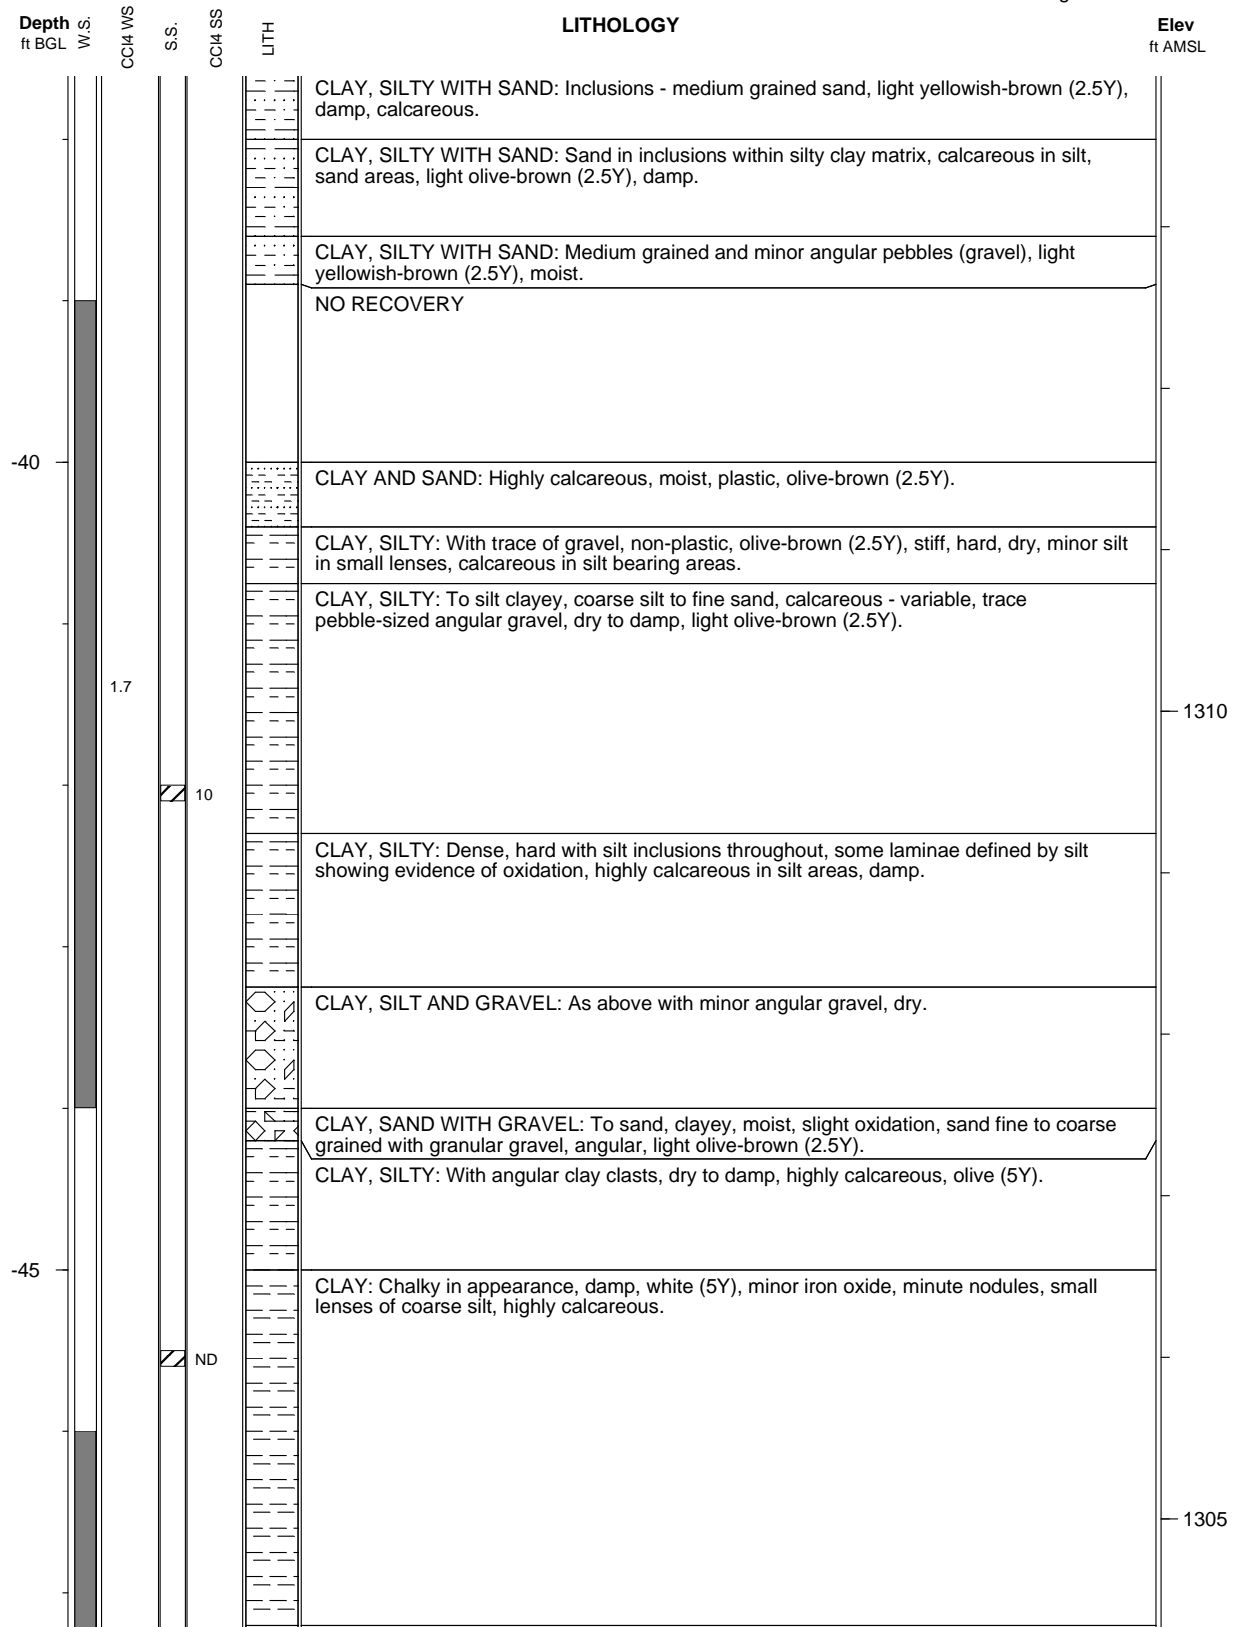 Depth
ft BGL
W.S.
CCl4 WS
S.S.
CCl4 SS
LITH
LITHOLOGY
Elev
ft AMSL
CLAY, SILTY WITH SAND: Inclusions - medium grained sand, light yellowish-brown (2.5Y),
damp, calcareous.
CLAY, SILTY WITH SAND: Sand in inclusions within silty clay matrix, calcareous in silt,
sand areas, light olive-brown (2.5Y), damp.
CLAY, SILTY WITH SAND: Medium grained and minor angular pebbles (gravel), light
yellowish-brown (2.5Y), moist.
NO RECOVERY
-40
CLAY AND SAND: Highly calcareous, moist, plastic, olive-brown (2.5Y).
CLAY, SILTY: With trace of gravel, non-plastic, olive-brown (2.5Y), stiff, hard, dry, minor silt
in small lenses, calcareous in silt bearing areas.
CLAY, SILTY: To silt clayey, coarse silt to fine sand, calcareous - variable, trace
pebble-sized angular gravel, dry to damp, light olive-brown (2.5Y).
1.7
1310
10
CLAY, SILTY: Dense, hard with silt inclusions throughout, some laminae defined by silt
showing evidence of oxidation, highly calcareous in silt areas, damp.
CLAY, SILT AND GRAVEL: As above with minor angular gravel, dry.
CLAY, SAND WITH GRAVEL: To sand, clayey, moist, slight oxidation, sand fine to coarse
grained with granular gravel, angular, light olive-brown (2.5Y).
CLAY, SILTY: With angular clay clasts, dry to damp, highly calcareous, olive (5Y).
-45
CLAY: Chalky in appearance, damp, white (5Y), minor iron oxide, minute nodules, small
lenses of coarse silt, highly calcareous.
ND
1305